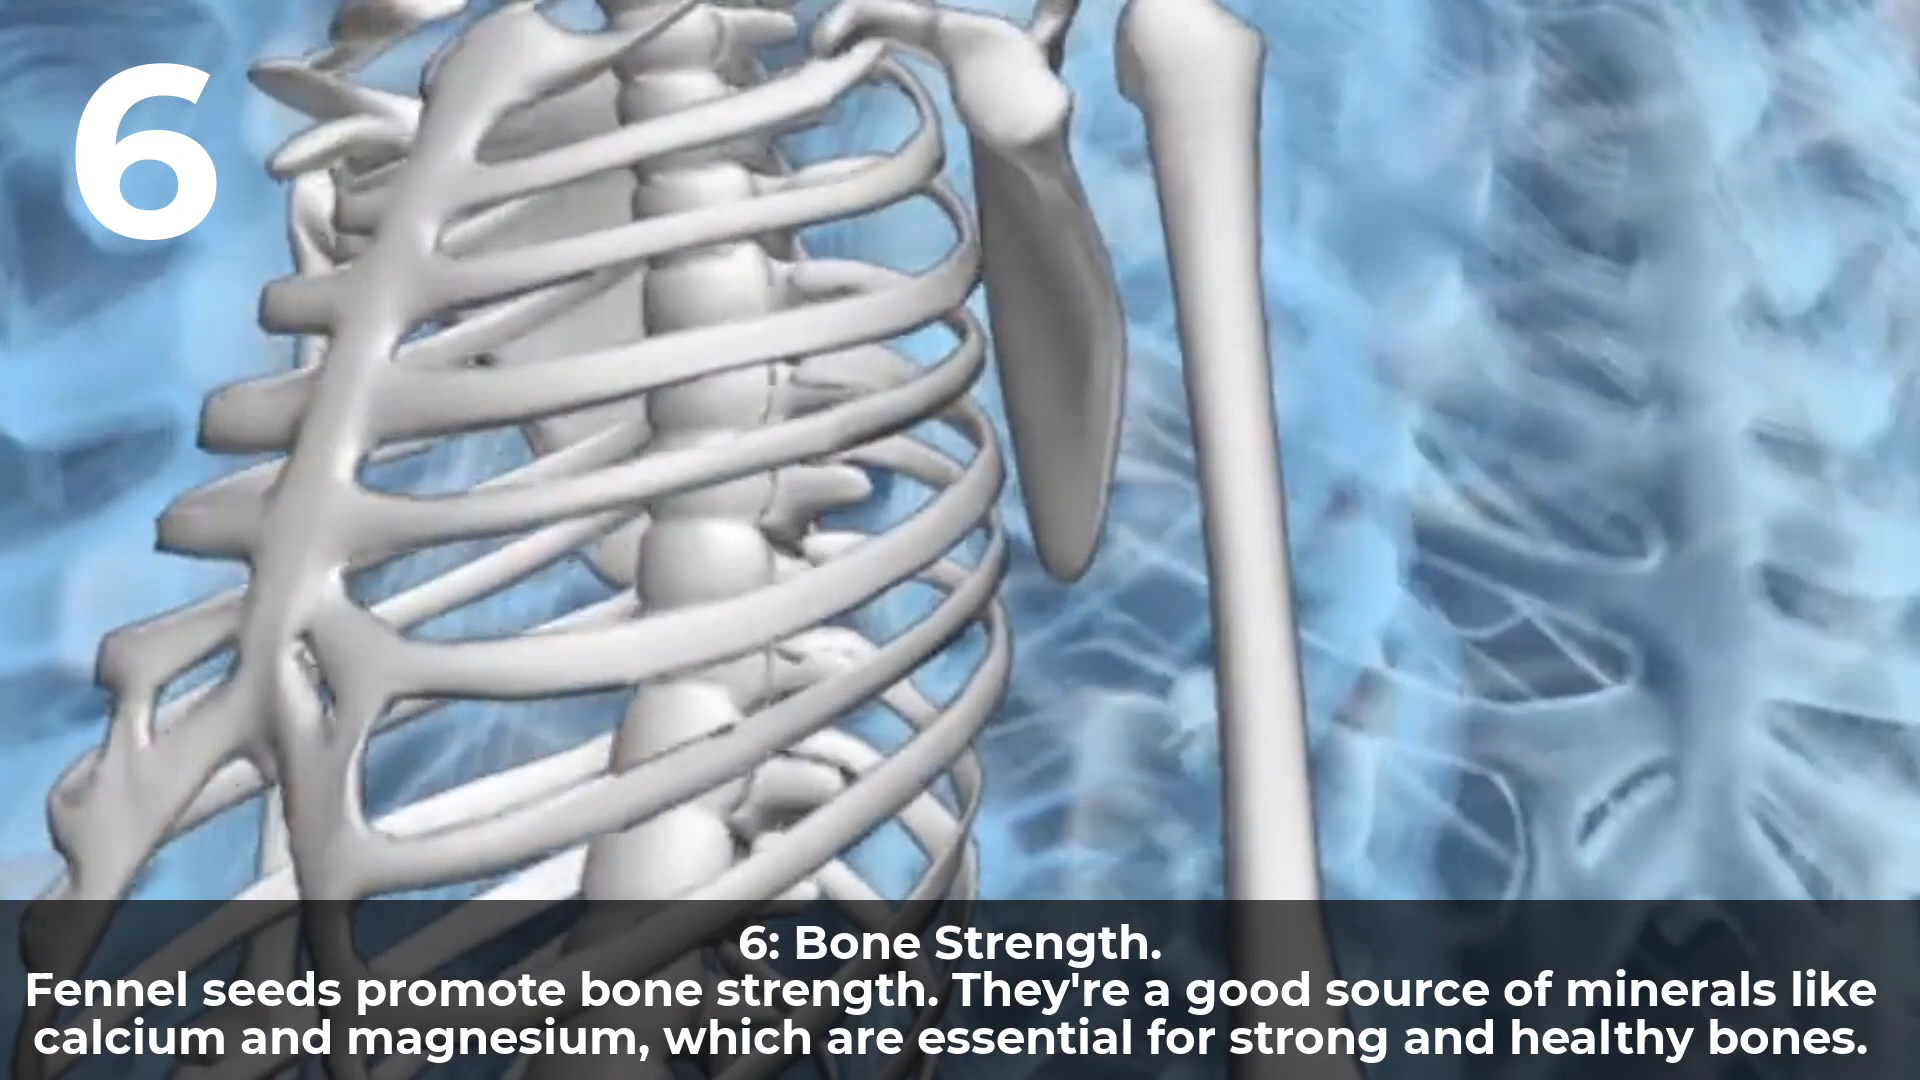 6
6: Bone Strength.
Fennel seeds promote bone strength. They're a good source of minerals like
calcium and magnesium, which are essential for strong and healthy bones.